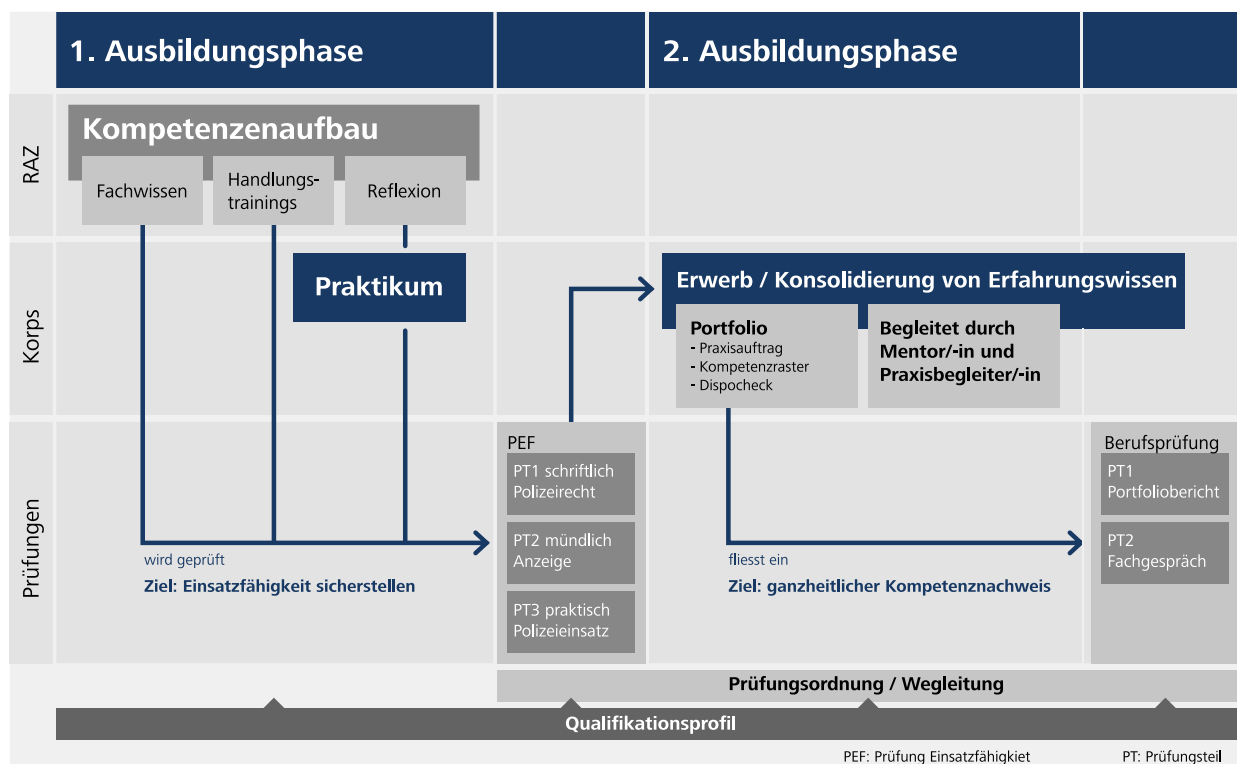 1. Ausbildungsphase
2. Ausbildungsphase
RAZ
Kompetenzenaufbau
Fachwissen
Handlungs-
trainings
Reflexion
Korps
Praktikum
Erwerb / Konsolidierung von Erfahrungswissen
Portfolio
- Praxisauftrag
- Kompetenzraster
- Dispocheck
Begleitet durch
Mentor/-in und
Praxisbegleiter/-in
Prüfungen
wird geprüft
Ziel: Einsatzfähigkeit sicherstellen
PEF
PT1 schriftlich
Polizeirecht
PT2 mündlich
Anzeige
PT3 praktisch
Polizeieinsatz
fliesst ein
Ziel: ganzheitlicher Kompetenznachweis
Berufsprüfung
PT1
Portfoliobericht
PT2
Fachgespräch
Prüfungsordnung / Wegleitung
Qualifikationsprofil
PEF: Prüfung Einsatzfähigkiet
PT: Prüfungsteil